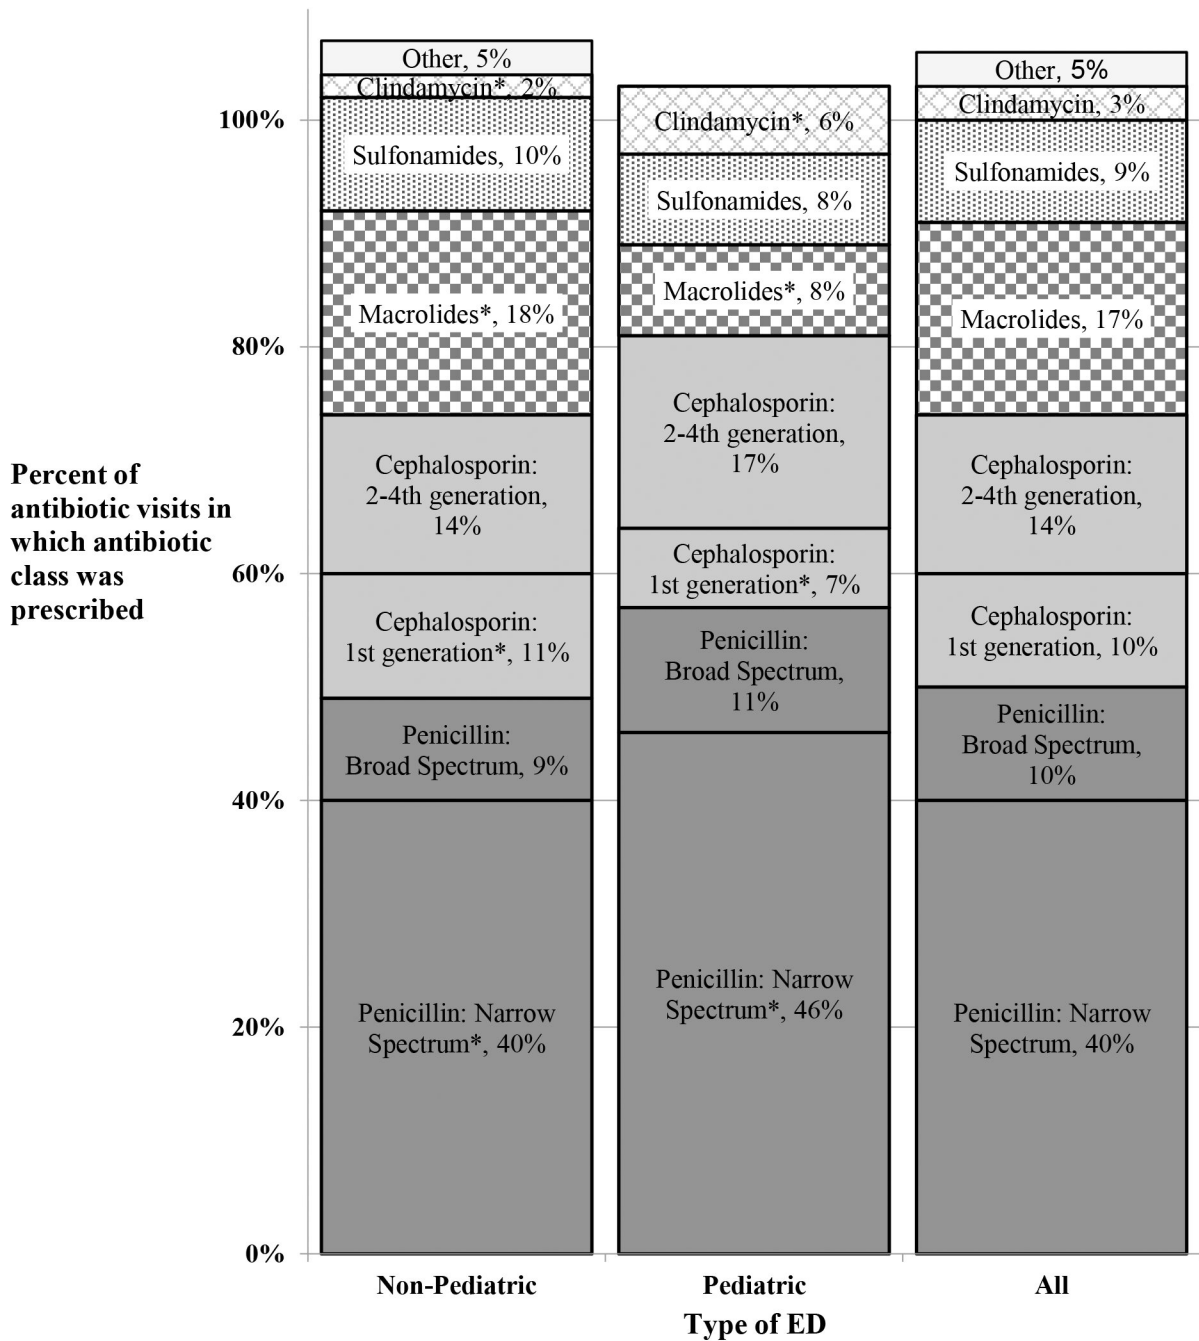 Percent of
antibiotic visits in
which antibiotic
class was
prescribed
100%
80%
60%
40%
20%
0%
Other, 5%
Clindamycin*, 2%
Sulfonamides, 10%
Macrolides*, 18%
Cephalosporin:
2-4th generation,
14%
Cephalosporin:
1st generation*, 11%
Penicillin:
Broad Spectrum, 9%
Penicillin: Narrow
Spectrum*, 40%
Clindamycin*, 6%
Sulfonamides, 8%
Macrolides*, 8%
Cephalosporin:
2-4th generation,
17%
Cephalosporin:
1st generation*, 7%
Penicillin:
Broad Spectrum,
11%
Penicillin: Narrow
Spectrum*, 46%
Other, 5%
Clindamycin, 3%
Sulfonamides, 9%
Macrolides, 17%
Cephalosporin:
2-4th generation,
14%
Cephalosporin:
1st generation, 10%
Penicillin:
Broad Spectrum,
10%
Penicillin: Narrow
Spectrum, 40%
Non-Pediatric
Pediatric
All
Type of ED